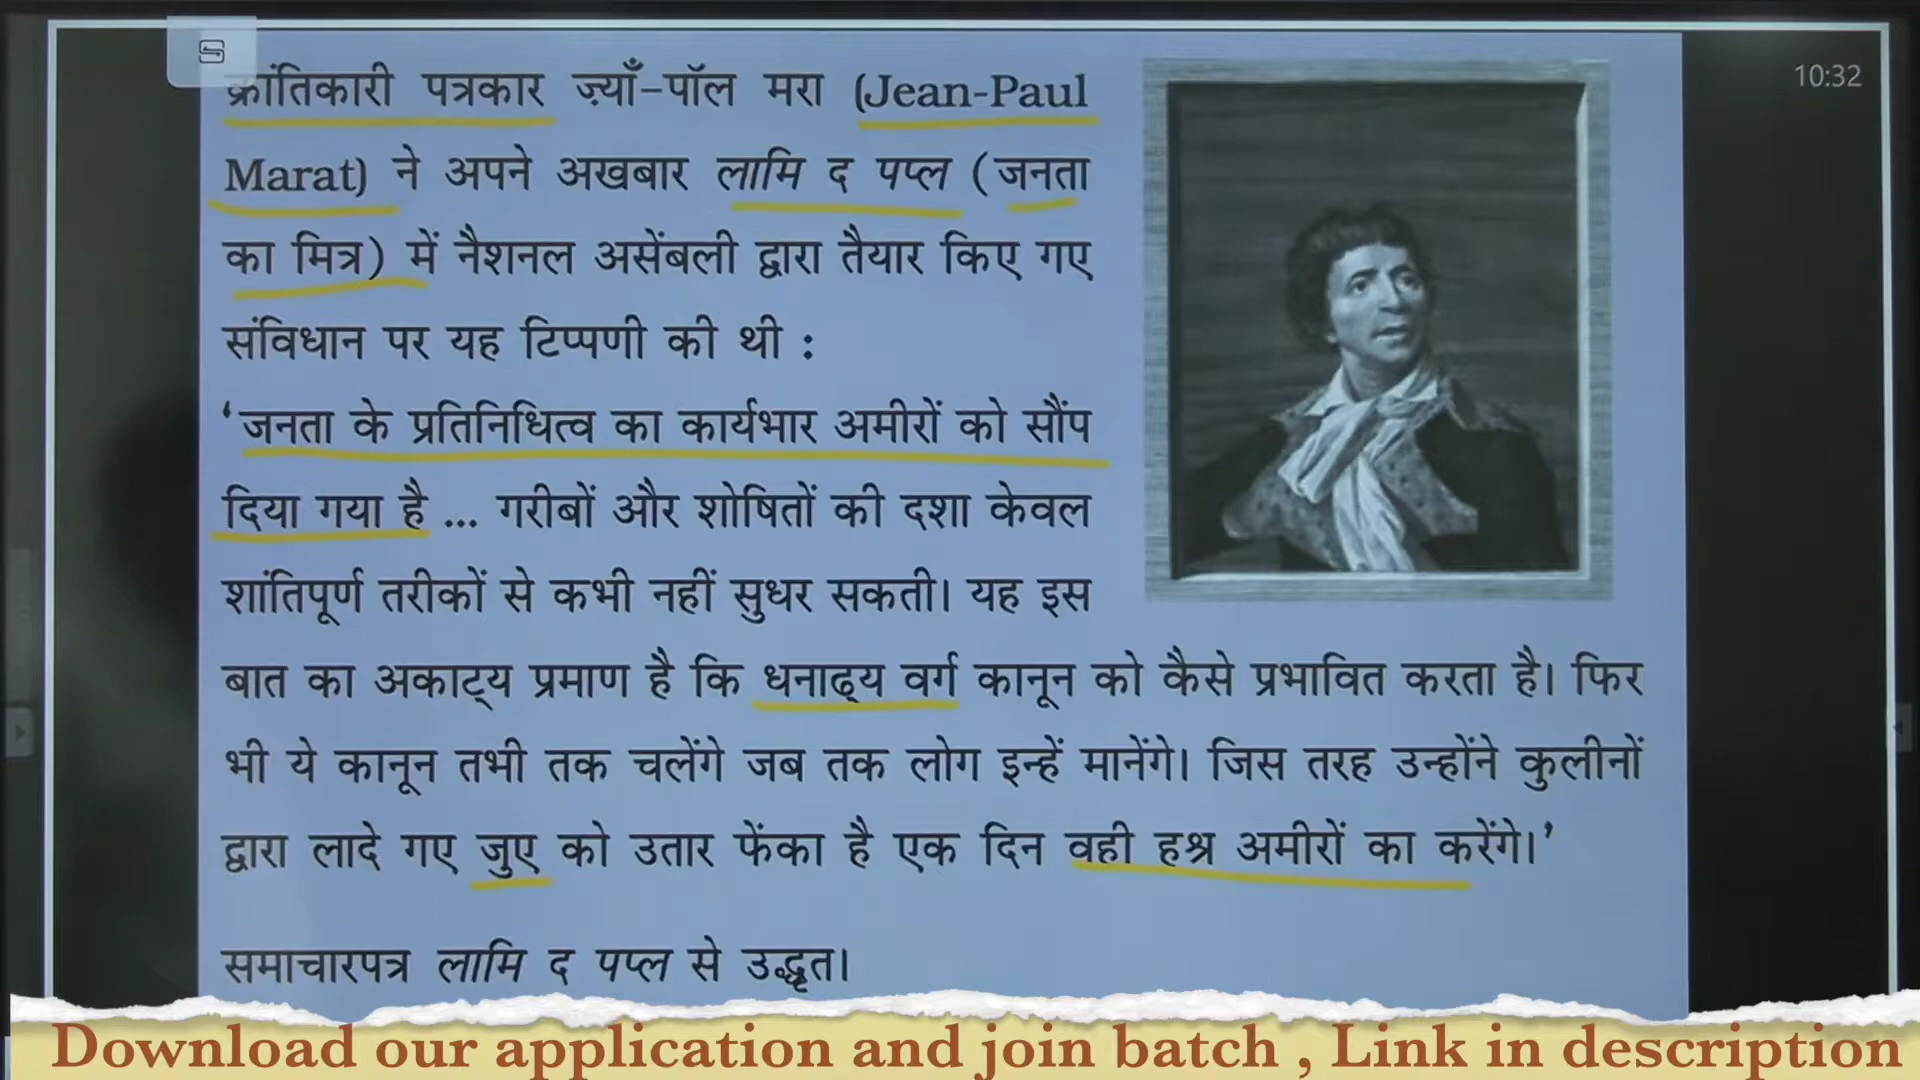 10:32
क्रांतिकारी पत्रकार ज़्याँ-पॉल मरा (Jean-Paul
Marat) ने अपने अखबार लामि द पप्ल (जनता
का मित्र) में नैशनल असेंबली द्वारा तैयार किए गए
संविधान पर यह टिप्पणी की थी :
‘जनता के प्रतिनिधित्व का कार्यभार अमीरों को सौंप
दिया गया है ... गरीबों और शोषितों की दशा केवल
शांतिपूर्ण तरीकों से कभी नहीं सुधर सकती। यह इस
बात का अकाट्य प्रमाण है कि धनाढ्य वर्ग कानून को कैसे प्रभावित करता है। फिर
भी ये कानून तभी तक चलेंगे जब तक लोग इन्हें मानेंगे। जिस तरह उन्होंने कुलीनों
द्वारा लादे गए जुए को उतार फेंका है एक दिन वही हश्र अमीरों का करेंगे।’
समाचारपत्र लामि द पप्ल से उद्धृत।
Download our application and join batch , Link in description